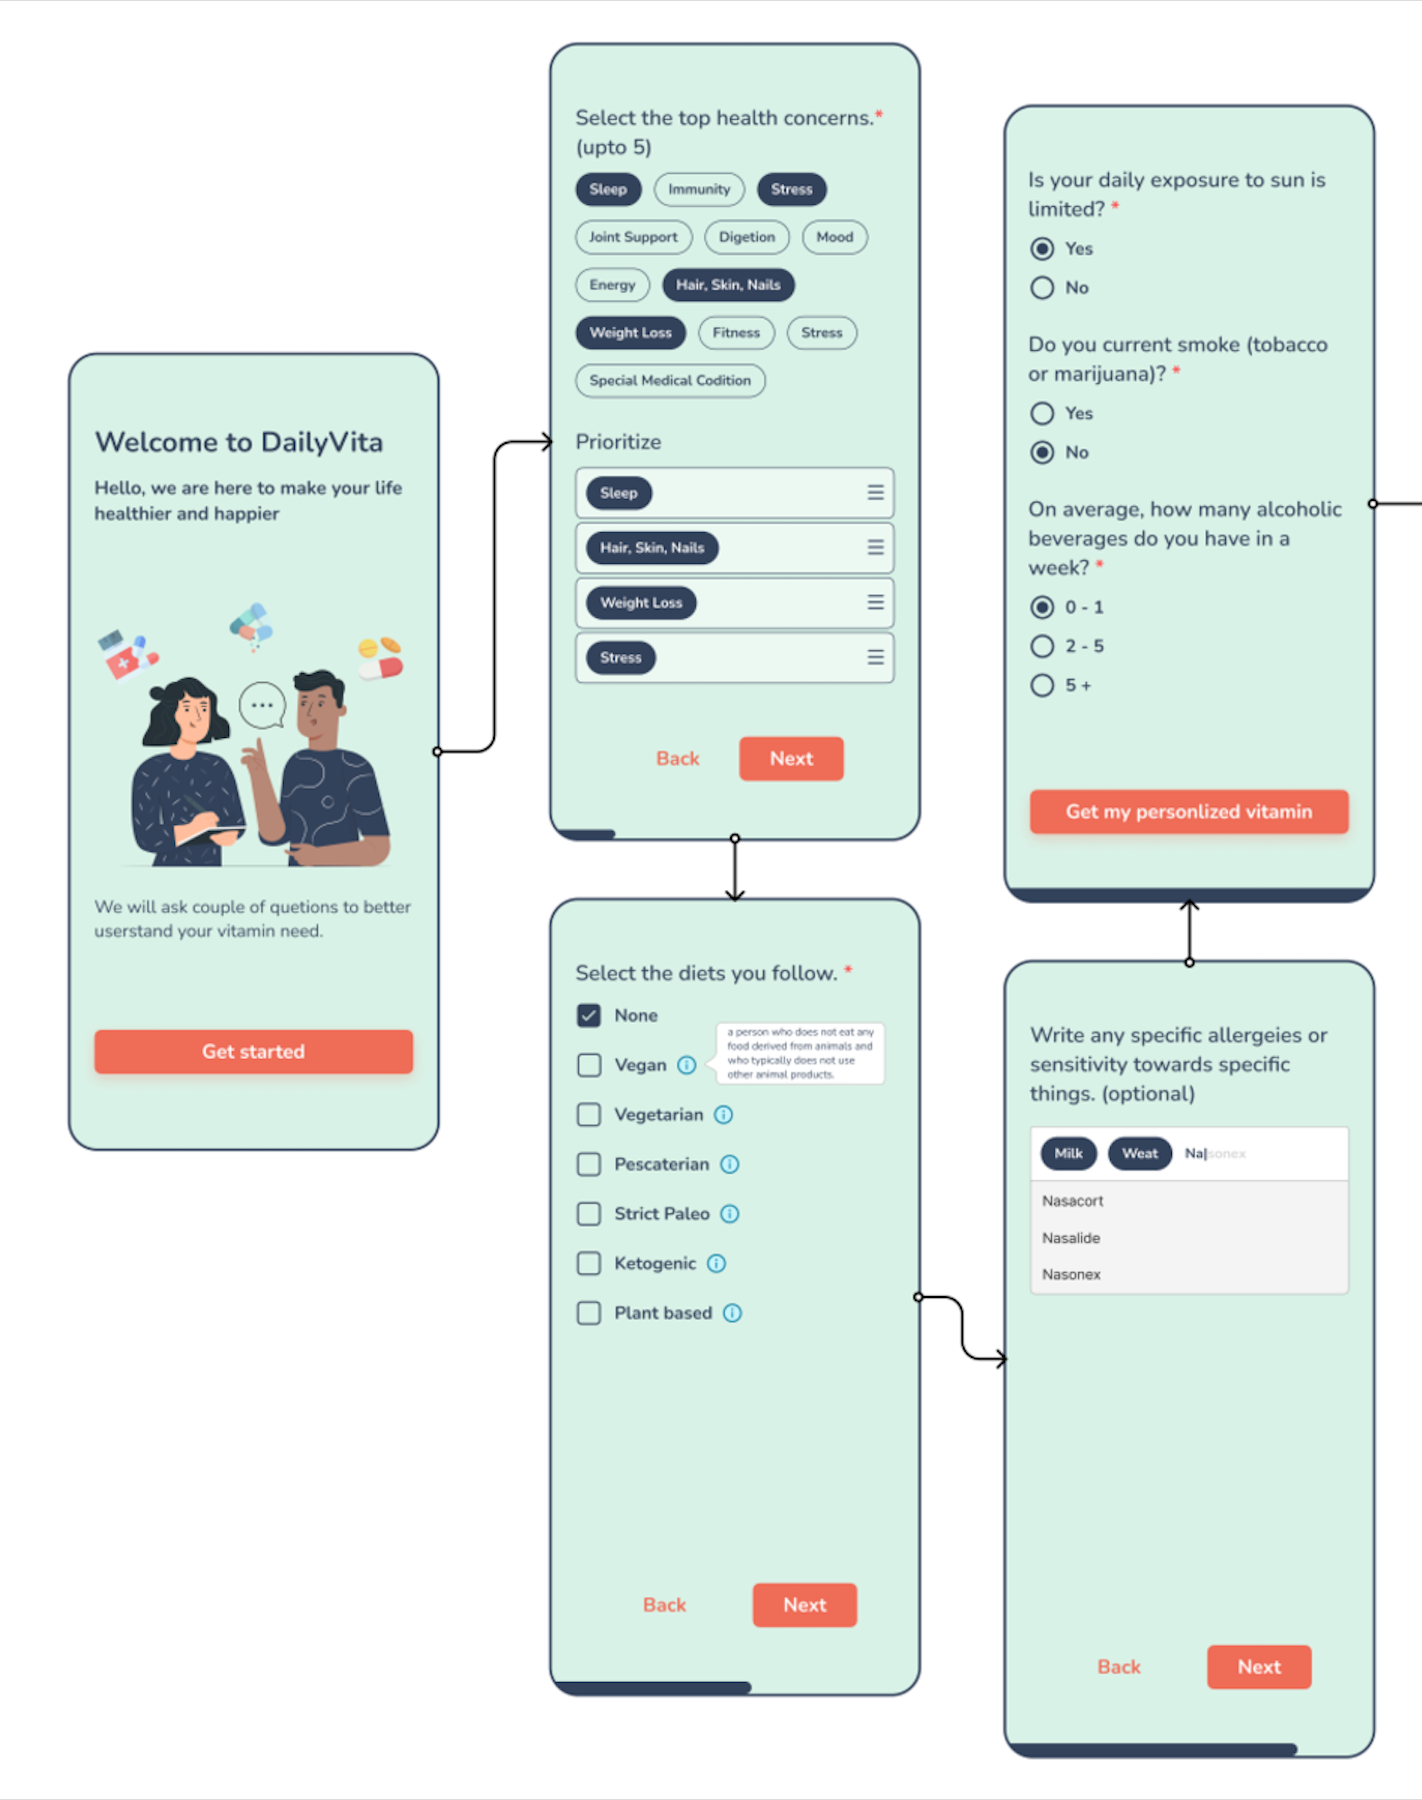 Welcome to DailyVita
Hello, we are here to make your life
healthier and happier
We will ask couple of quetions to better
userstand your vitamin need.
Get started
Select the top health concerns.*
(upto 5)
Sleep Immunity Stress
Joint Support Digetion Mood
Energy Hair, Skin, Nails
Weight Loss Fitness Stress
Special Medical Codition
Prioritize
Sleep
Hair, Skin, Nails
Weight Loss
Stress
Back Next
Select the diets you follow. *
None
Vegan
a person who does not eat any
food derived from animals and
who typically does not use
other animal products.
Vegetarian
Pescaterian
Strict Paleo
Ketogenic
Plant based
Back Next
Write any specific allergeies or
sensitivity towards specific
things. (optional)
Milk Weat Na|sonex
Nasacort
Nasalide
Nasonex
Back Next
Is your daily exposure to sun is
limited? *
Yes
No
Do you current smoke (tobacco
or marijuana)? *
Yes
No
On average, how many alcoholic
beverages do you have in a
week? *
0 - 1
2 - 5
5 +
Get my personlized vitamin